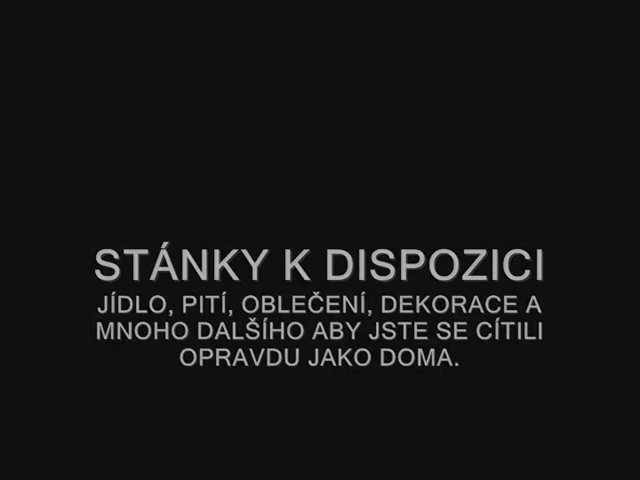 STÁNKY K DISPOZICI
JÍDLO, PITÍ, OBLEČENÍ, DEKORACE A
MNOHO DALŠÍHO ABY JSTE SE CÍTILI
OPRAVDU JAKO DOMA.